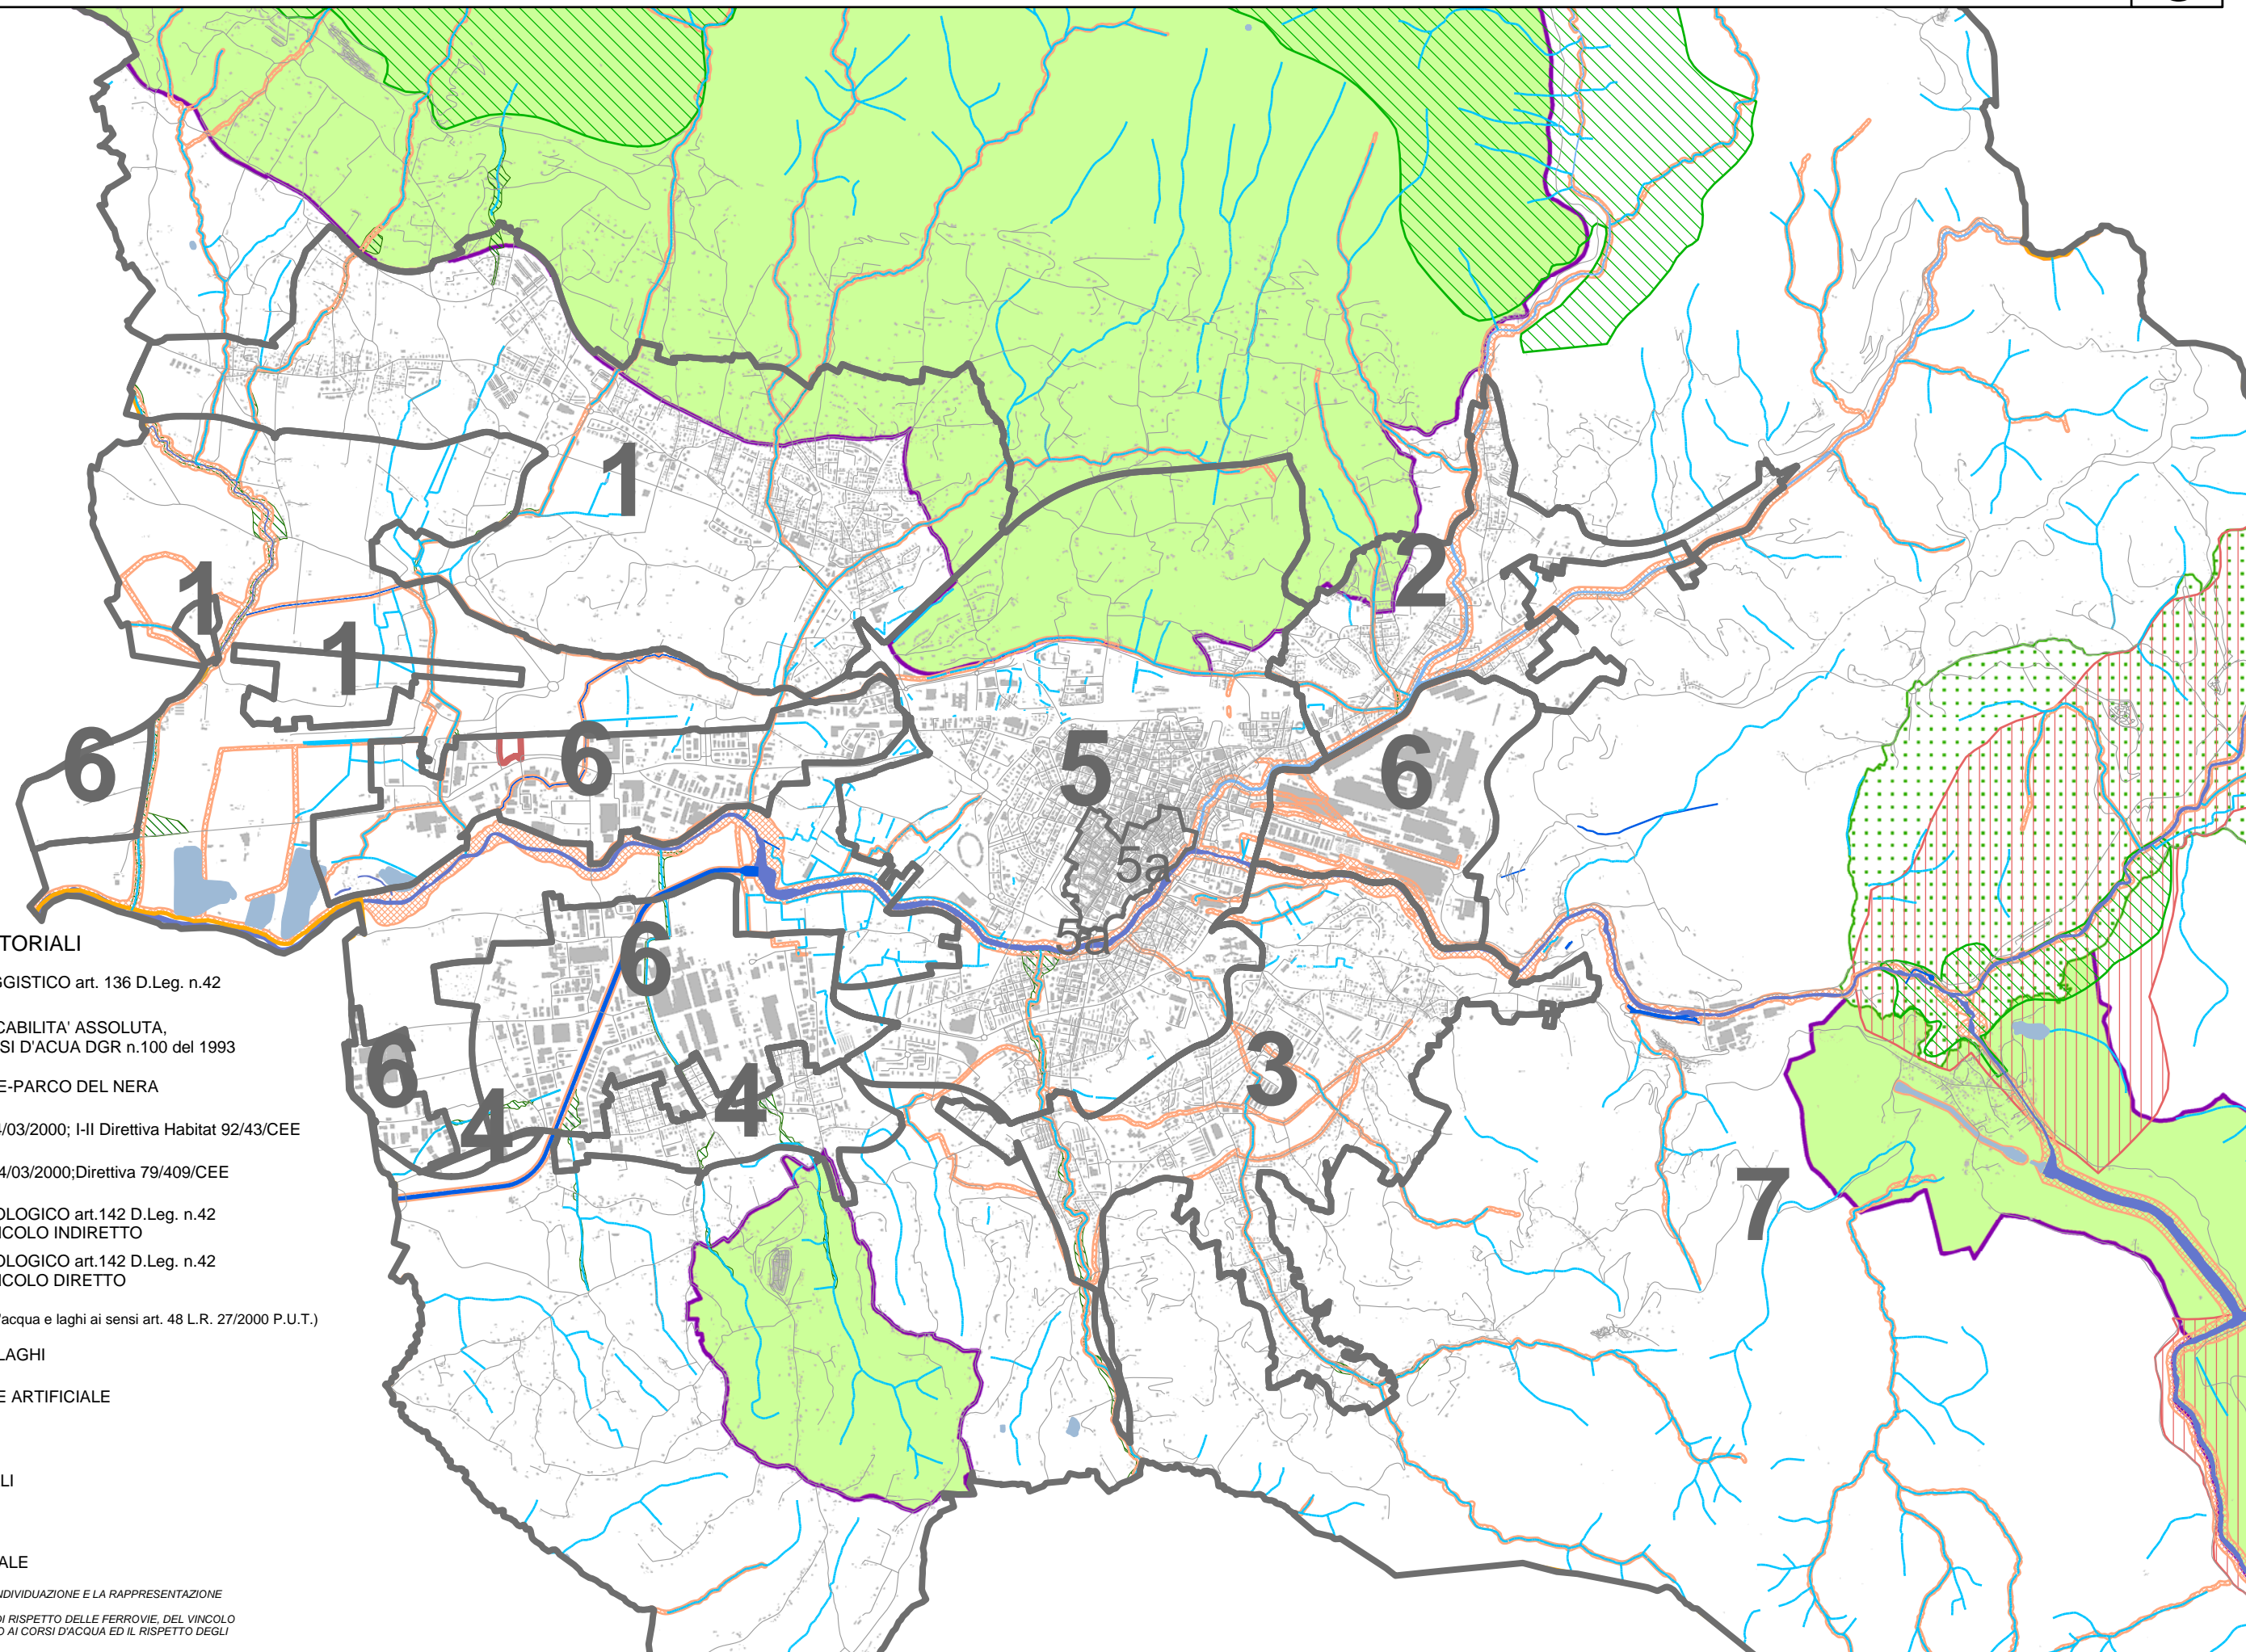 1
2
1
1
6
6
5
6
5a
5a
6
6
4
4
3
7
TORIALI
GGISTICO art. 136 D.Leg. n.42
CABILITA' ASSOLUTA,
SI D'ACUA DGR n.100 del 1993
E-PARCO DEL NERA
4/03/2000; I-II Direttiva Habitat 92/43/CEE
4/03/2000;Direttiva 79/409/CEE
OLOGICO art.142 D.Leg. n.42
ICOLO INDIRETTO
OLOGICO art.142 D.Leg. n.42
ICOLO DIRETTO
'acqua e laghi ai sensi art. 48 L.R. 27/2000 P.U.T.)
LAGHI
E ARTIFICIALE
LI
ALE
NDIVIDUAZIONE E LA RAPPRESENTAZIONE
DI RISPETTO DELLE FERROVIE, DEL VINCOLO
O AI CORSI D'ACQUA ED IL RISPETTO DEGLI